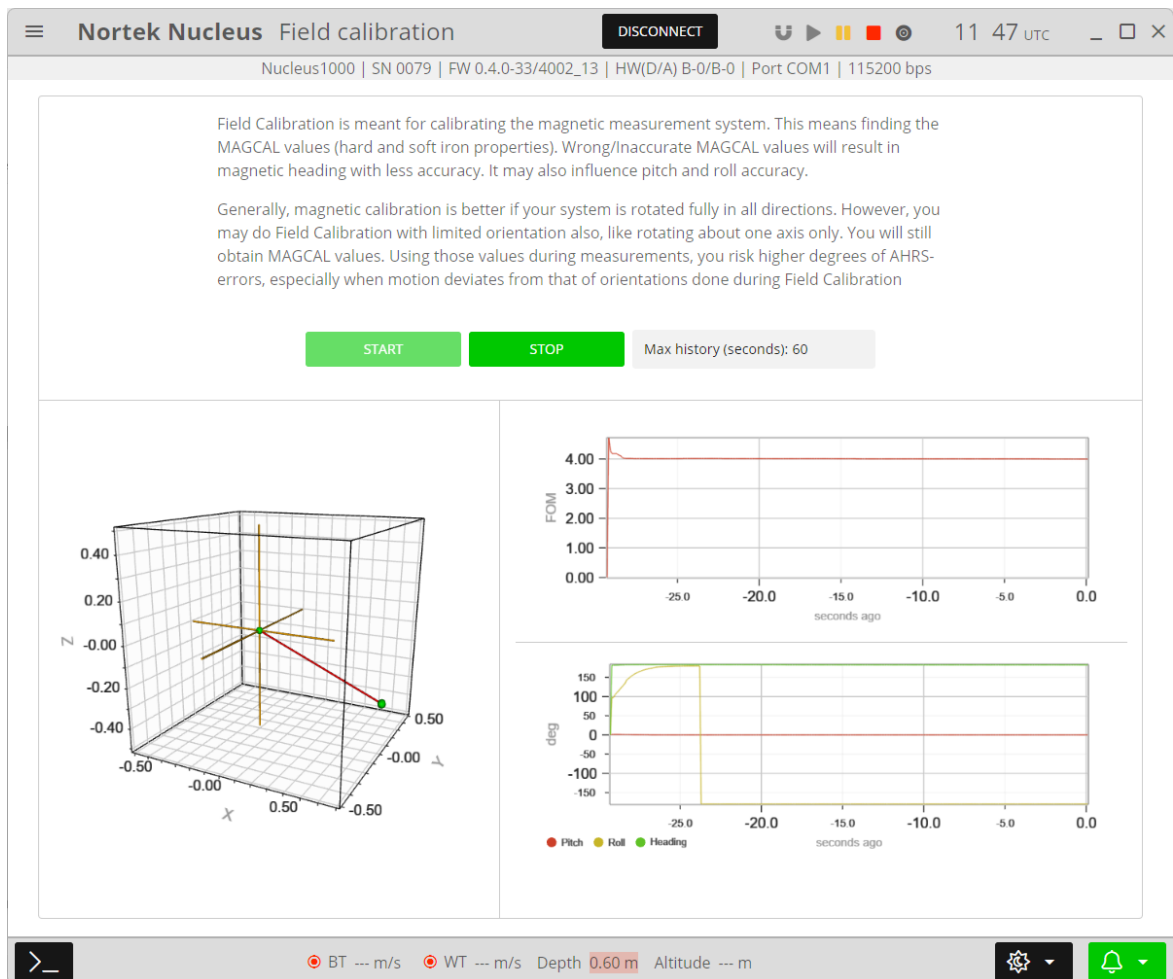 Nortek Nucleus Field calibration
DISCONNECT
11 47 UTC
Nucleus1000 | SN 0079 | FW 0.4.0-33/4002_13 | HW(D/A) B-0/B-0 | Port COM1 | 115200 bps
Field Calibration is meant for calibrating the magnetic measurement system. This means finding the
MAGCAL values (hard and soft iron properties). Wrong/Inaccurate MAGCAL values will result in
magnetic heading with less accuracy. It may also influence pitch and roll accuracy.
Generally, magnetic calibration is better if your system is rotated fully in all directions. However, you
may do Field Calibration with limited orientation also, like rotating about one axis only. You will still
obtain MAGCAL values. Using those values during measurements, you risk higher degrees of AHRS-
errors, especially when motion deviates from that of orientations done during Field Calibration
START
STOP
Max history (seconds): 60
0.40
0.20
-0.00
-0.20
-0.40
Z
-0.50
-0.00
0.50
X
-0.50
-0.00
0.50
Y
4.00
3.00
2.00
1.00
0.00
FOM
-25.0 -20.0 -15.0 -10.0 -5.0 0.0
seconds ago
150
100
50
0
-50
-100
-150
deg
-25.0 -20.0 -15.0 -10.0 -5.0 0.0
Pitch Roll Heading
seconds ago
BT --- m/s WT --- m/s Depth 0.60 m Altitude --- m